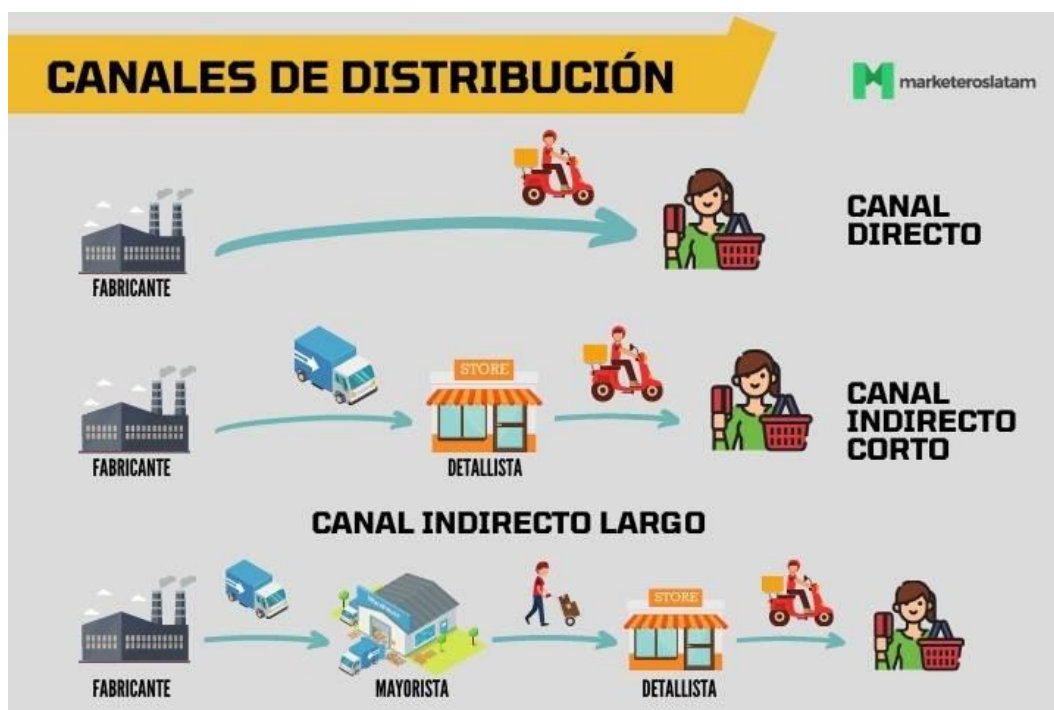 CANALES DE DISTRIBUCIÓN
marketeroslatam
CANAL
DIRECTO
FABRICANTE
STORE
CANAL
INDIRECTO
CORTO
FABRICANTE
DETALLISTA
CANAL INDIRECTO LARGO
STORE
FABRICANTE
MAYORISTA
DETALLISTA